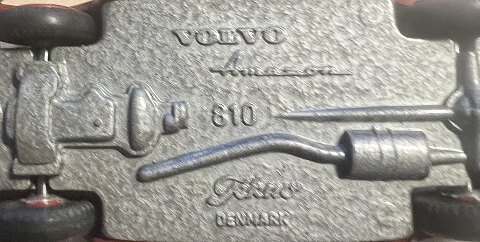 VOLVO
Amazon
810
Tekno
DENMARK